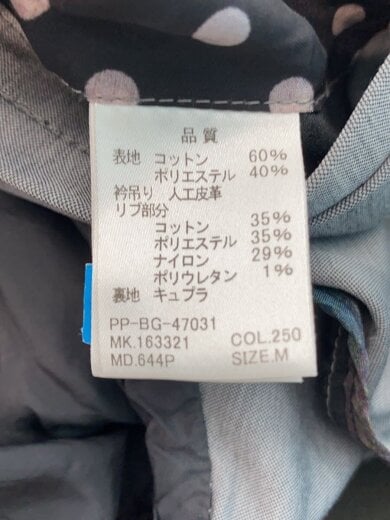 品質
表地 コットン 60%
ポリエステル 40%
衿吊り 人工皮革
リブ部分
コットン 35%
ポリエステル 35%
ナイロン 29%
ポリウレタン 1%
裏地 キュプラ
PP-BG-47031
MK.163321 COL.250
MD.644P SIZE.M